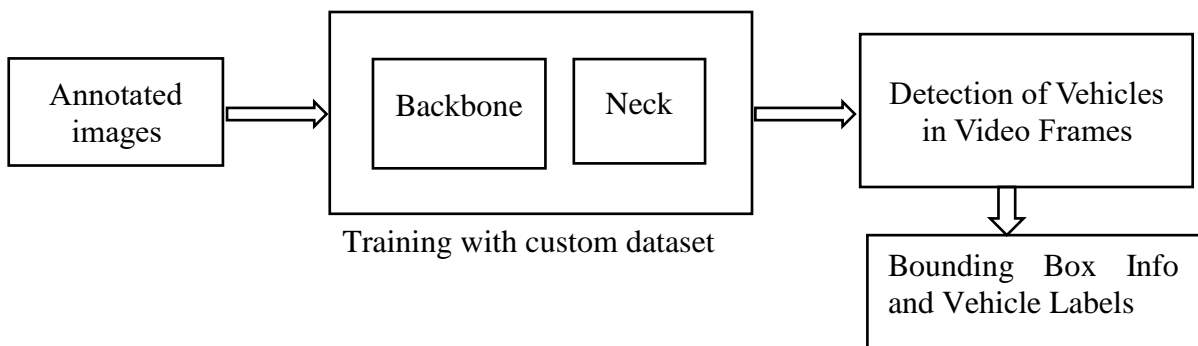 Annotated
images
Backbone
Neck
Training with custom dataset
Detection of Vehicles
in Video Frames
Bounding Box Info
and Vehicle Labels